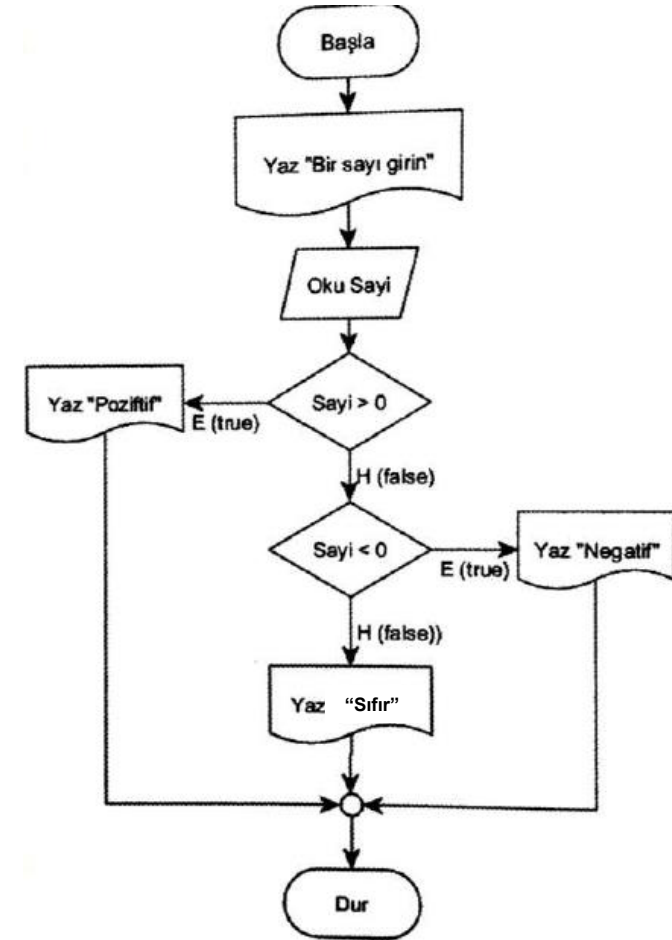 Başla
Yaz "Bir sayı girin"
Oku Sayi
Sayi > 0
Yaz "Poziftif"
E (true)
H (false)
Sayi < 0
E (true)
Yaz "Negatif"
H (false))
Yaz “Sıfır”
Dur